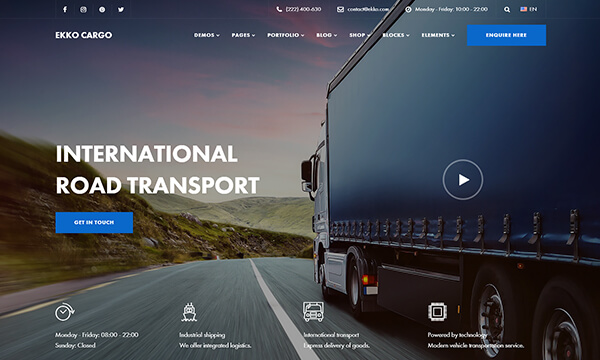 (222) 400-630
contact@ekko.com
Monday - Friday: 10:00 - 22:00
EN
EKKO CARGO
DEMOS
PAGES
PORTFOLIO
BLOG
SHOP
BLOCKS
ELEMENTS
ENQUIRE HERE
INTERNATIONAL
ROAD TRANSPORT
GET IN TOUCH
Monday - Friday: 08:00 - 22:00
Sunday: Closed
Industrial shipping
We offer integrated logistics.
International transport
Express delivery of goods.
Powered by technology
Modern vehicle transportation service.